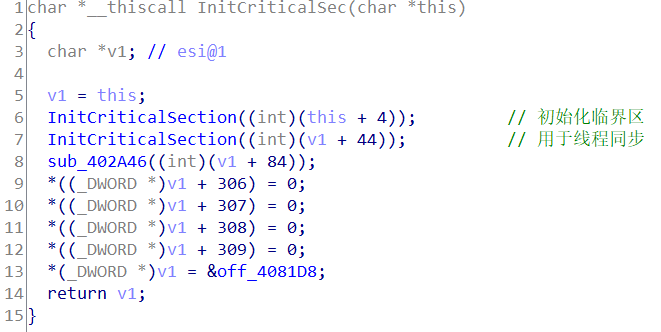 1 char *__thiscall InitCriticalSec(char *this)
2 {
3   char *v1; // esi@1
4
5   v1 = this;
6   InitCriticalSection((int)(this + 4));         // 初始化临界区
7   InitCriticalSection((int)(v1 + 44));          // 用于线程同步
8   sub_402A46((int)(v1 + 84));
9   *((_DWORD *)v1 + 306) = 0;
10   *((_DWORD *)v1 + 307) = 0;
11   *((_DWORD *)v1 + 308) = 0;
12   *((_DWORD *)v1 + 309) = 0;
13   *(_DWORD *)v1 = &off_4081D8;
14   return v1;
15 }